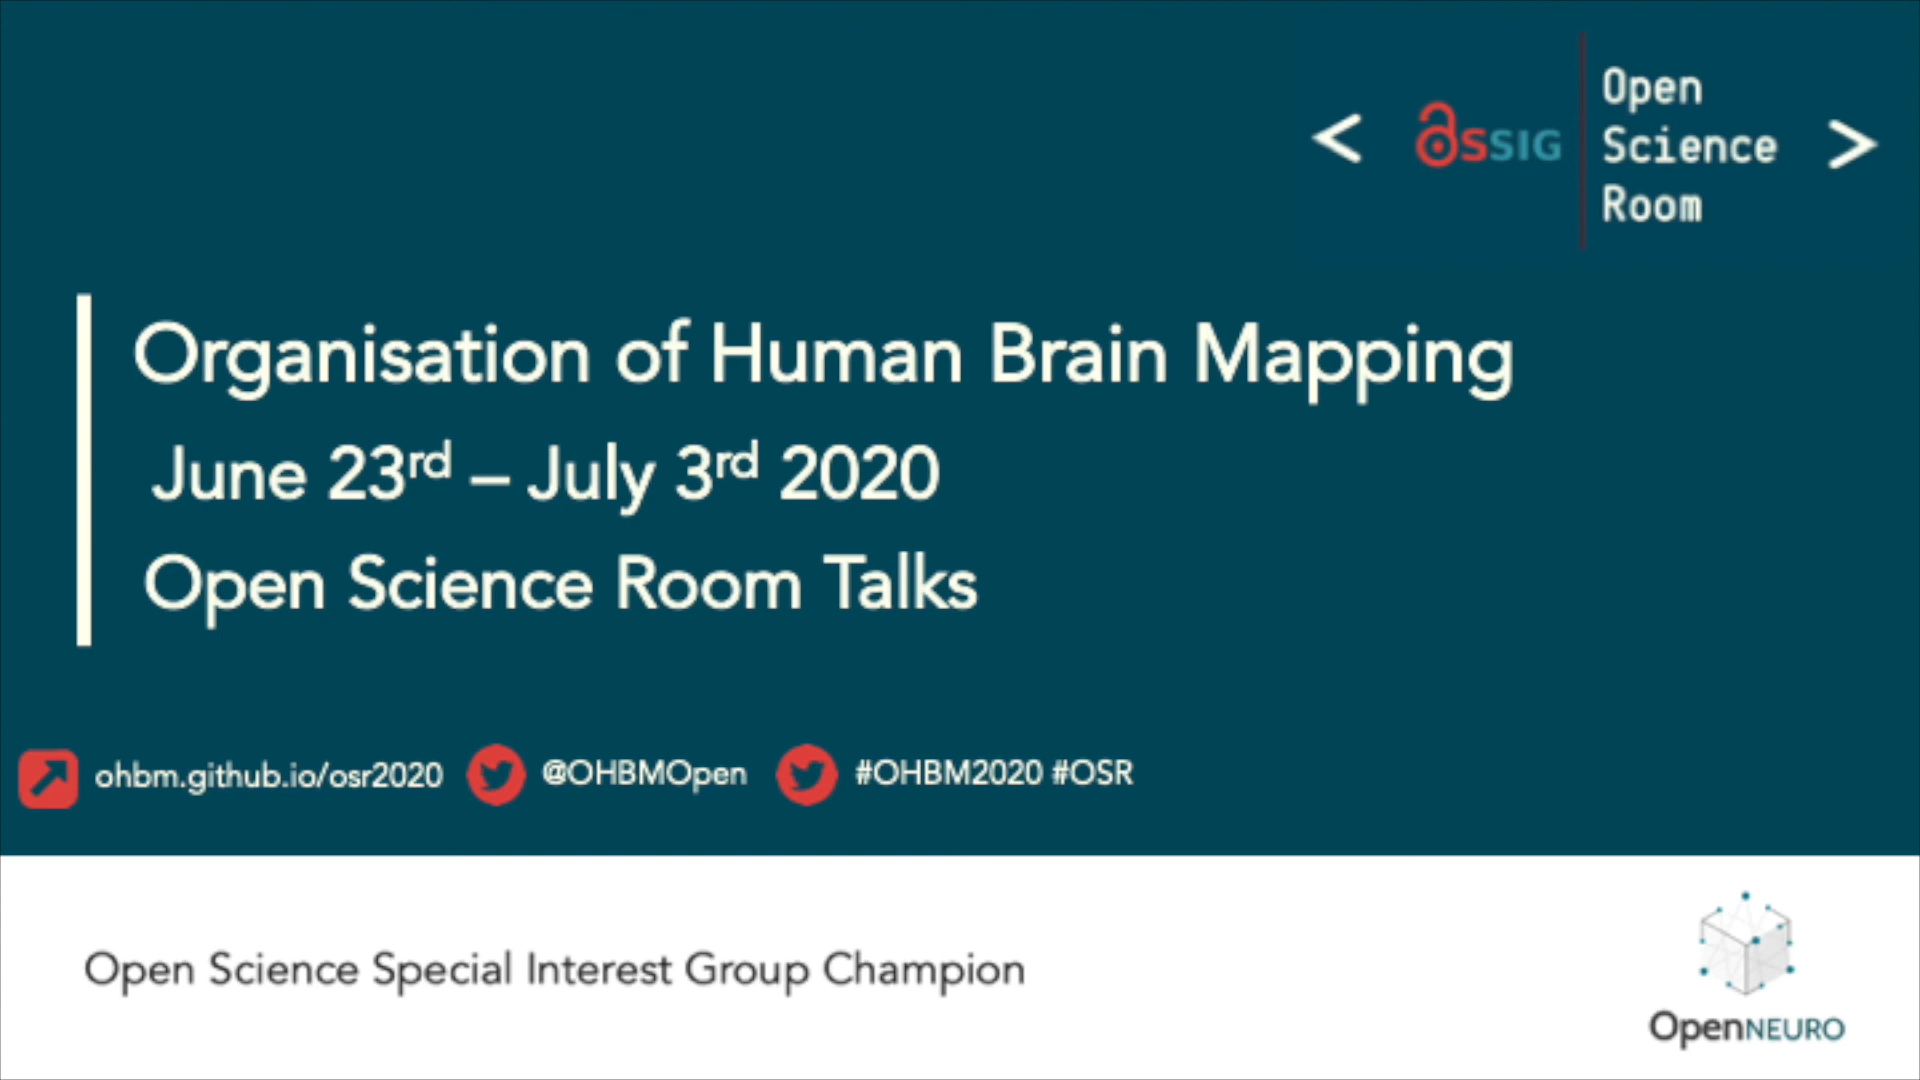 < OSSIG Open >
Science
Room
Organisation of Human Brain Mapping
June 23rd – July 3rd 2020
Open Science Room Talks
ohbm.github.io/osr2020 @OHBMOpen #OHBM2020 #OSR
Open Science Special Interest Group Champion
OpenNEURO